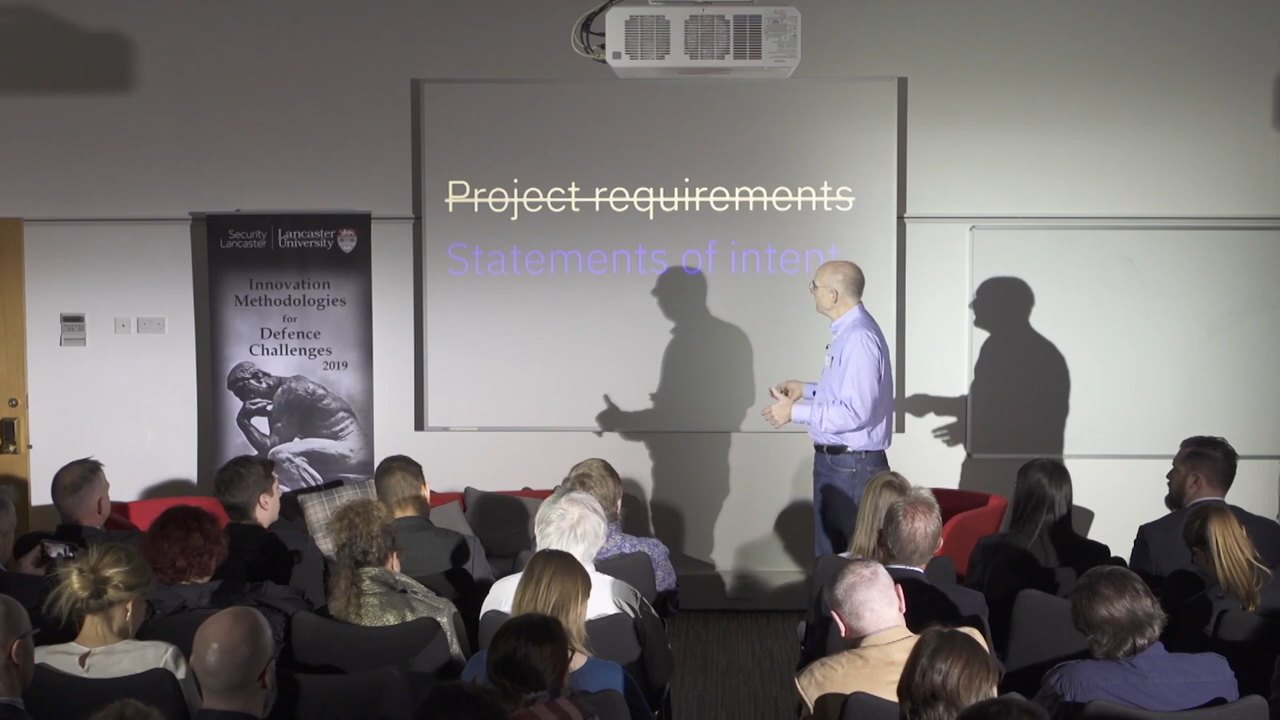 Project requirements
Statements of intent
Security
Lancaster
Lancaster
University
Innovation
Methodologies
for
Defence
Challenges
2019